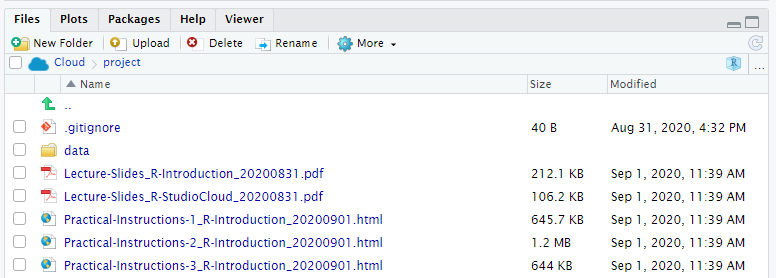 Files Plots Packages Help Viewer
New Folder Upload Delete Rename More
Cloud project R ...
Name Size Modified
..
.gitignore 40 B Aug 31, 2020, 4:32 PM
data
Lecture-Slides_R-Introduction_20200831.pdf 212.1 KB Sep 1, 2020, 11:39 AM
Lecture-Slides_R-StudioCloud_20200831.pdf 106.2 KB Sep 1, 2020, 11:39 AM
Practical-Instructions-1_R-Introduction_20200901.html 645.7 KB Sep 1, 2020, 11:39 AM
Practical-Instructions-2_R-Introduction_20200901.html 1.2 MB Sep 1, 2020, 11:39 AM
Practical-Instructions-3_R-Introduction_20200901.html 644 KB Sep 1, 2020, 11:39 AM